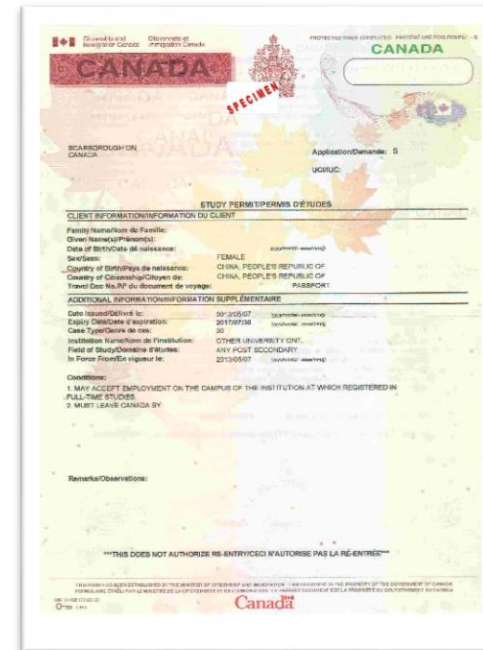 Citoyenneté et
Immigration Canada
CANADA
CANADA
SPECIMEN
SCARBOROUGH ON
CANADA
Application/Demande: S
UCI/IUC:
STUDY PERMIT/PERMIS D'ÉTUDES
CLIENT INFORMATION/INFORMATION DU CLIENT
Family Name/Nom de Famille:
Given Name(s)/Prénom(s):
Date of Birth/Date de naissance:
Sex/Sexe: FEMALE
Country of Birth/Pays de naissance: CHINA, PEOPLE'S REPUBLIC OF
Country of Citizenship/Citoyen de: CHINA, PEOPLE'S REPUBLIC OF
Travel Doc No./Nº du document de voyage: PASSPORT
ADDITIONAL INFORMATION/INFORMATION SUPPLÉMENTAIRE
Date Issued/Délivré le: 2013/05/07
Expiry Date/Date d'expiration: 2017/07/30
Case Type/Genre de cas:
Institution Name/Nom de l'institution: OTHER UNIVERSITY ONT.
Field of Study/Domaine d'études: ANY POST SECONDARY
In Force From/En vigueur le: 2013/05/07
Conditions:
1. MAY ACCEPT EMPLOYMENT ON THE CAMPUS OF THE INSTITUTION AT WHICH REGISTERED IN
FULL-TIME STUDIES.
2. MUST LEAVE CANADA BY
Remarks/Observations:
***THIS DOES NOT AUTHORIZE RE-ENTRY/CECI N'AUTORISE PAS LA RÉ-ENTRÉE***
Canada